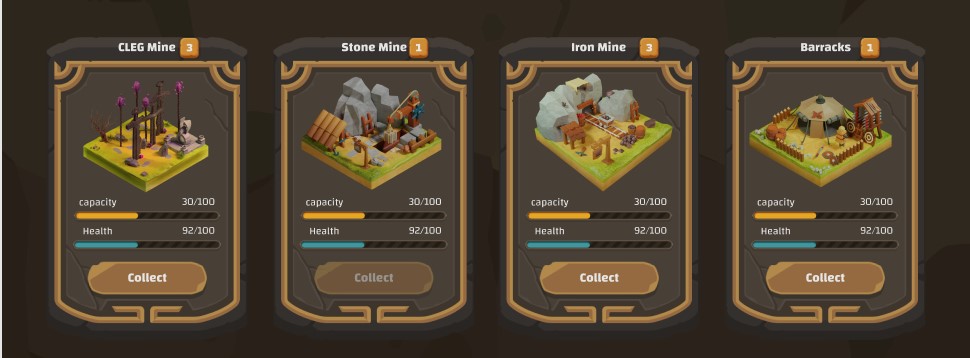 CLEG Mine 3
capacity 30/100
Health 92/100
Collect
Stone Mine 1
capacity 30/100
Health 92/100
Collect
Iron Mine 3
capacity 30/100
Health 92/100
Collect
Barracks 1
capacity 30/100
Health 92/100
Collect